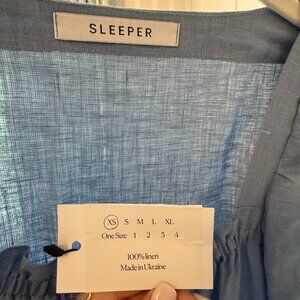 SLEEPER
XS S M L XL
One Size 1 2 3 4
100% linen
Made in Ukraine